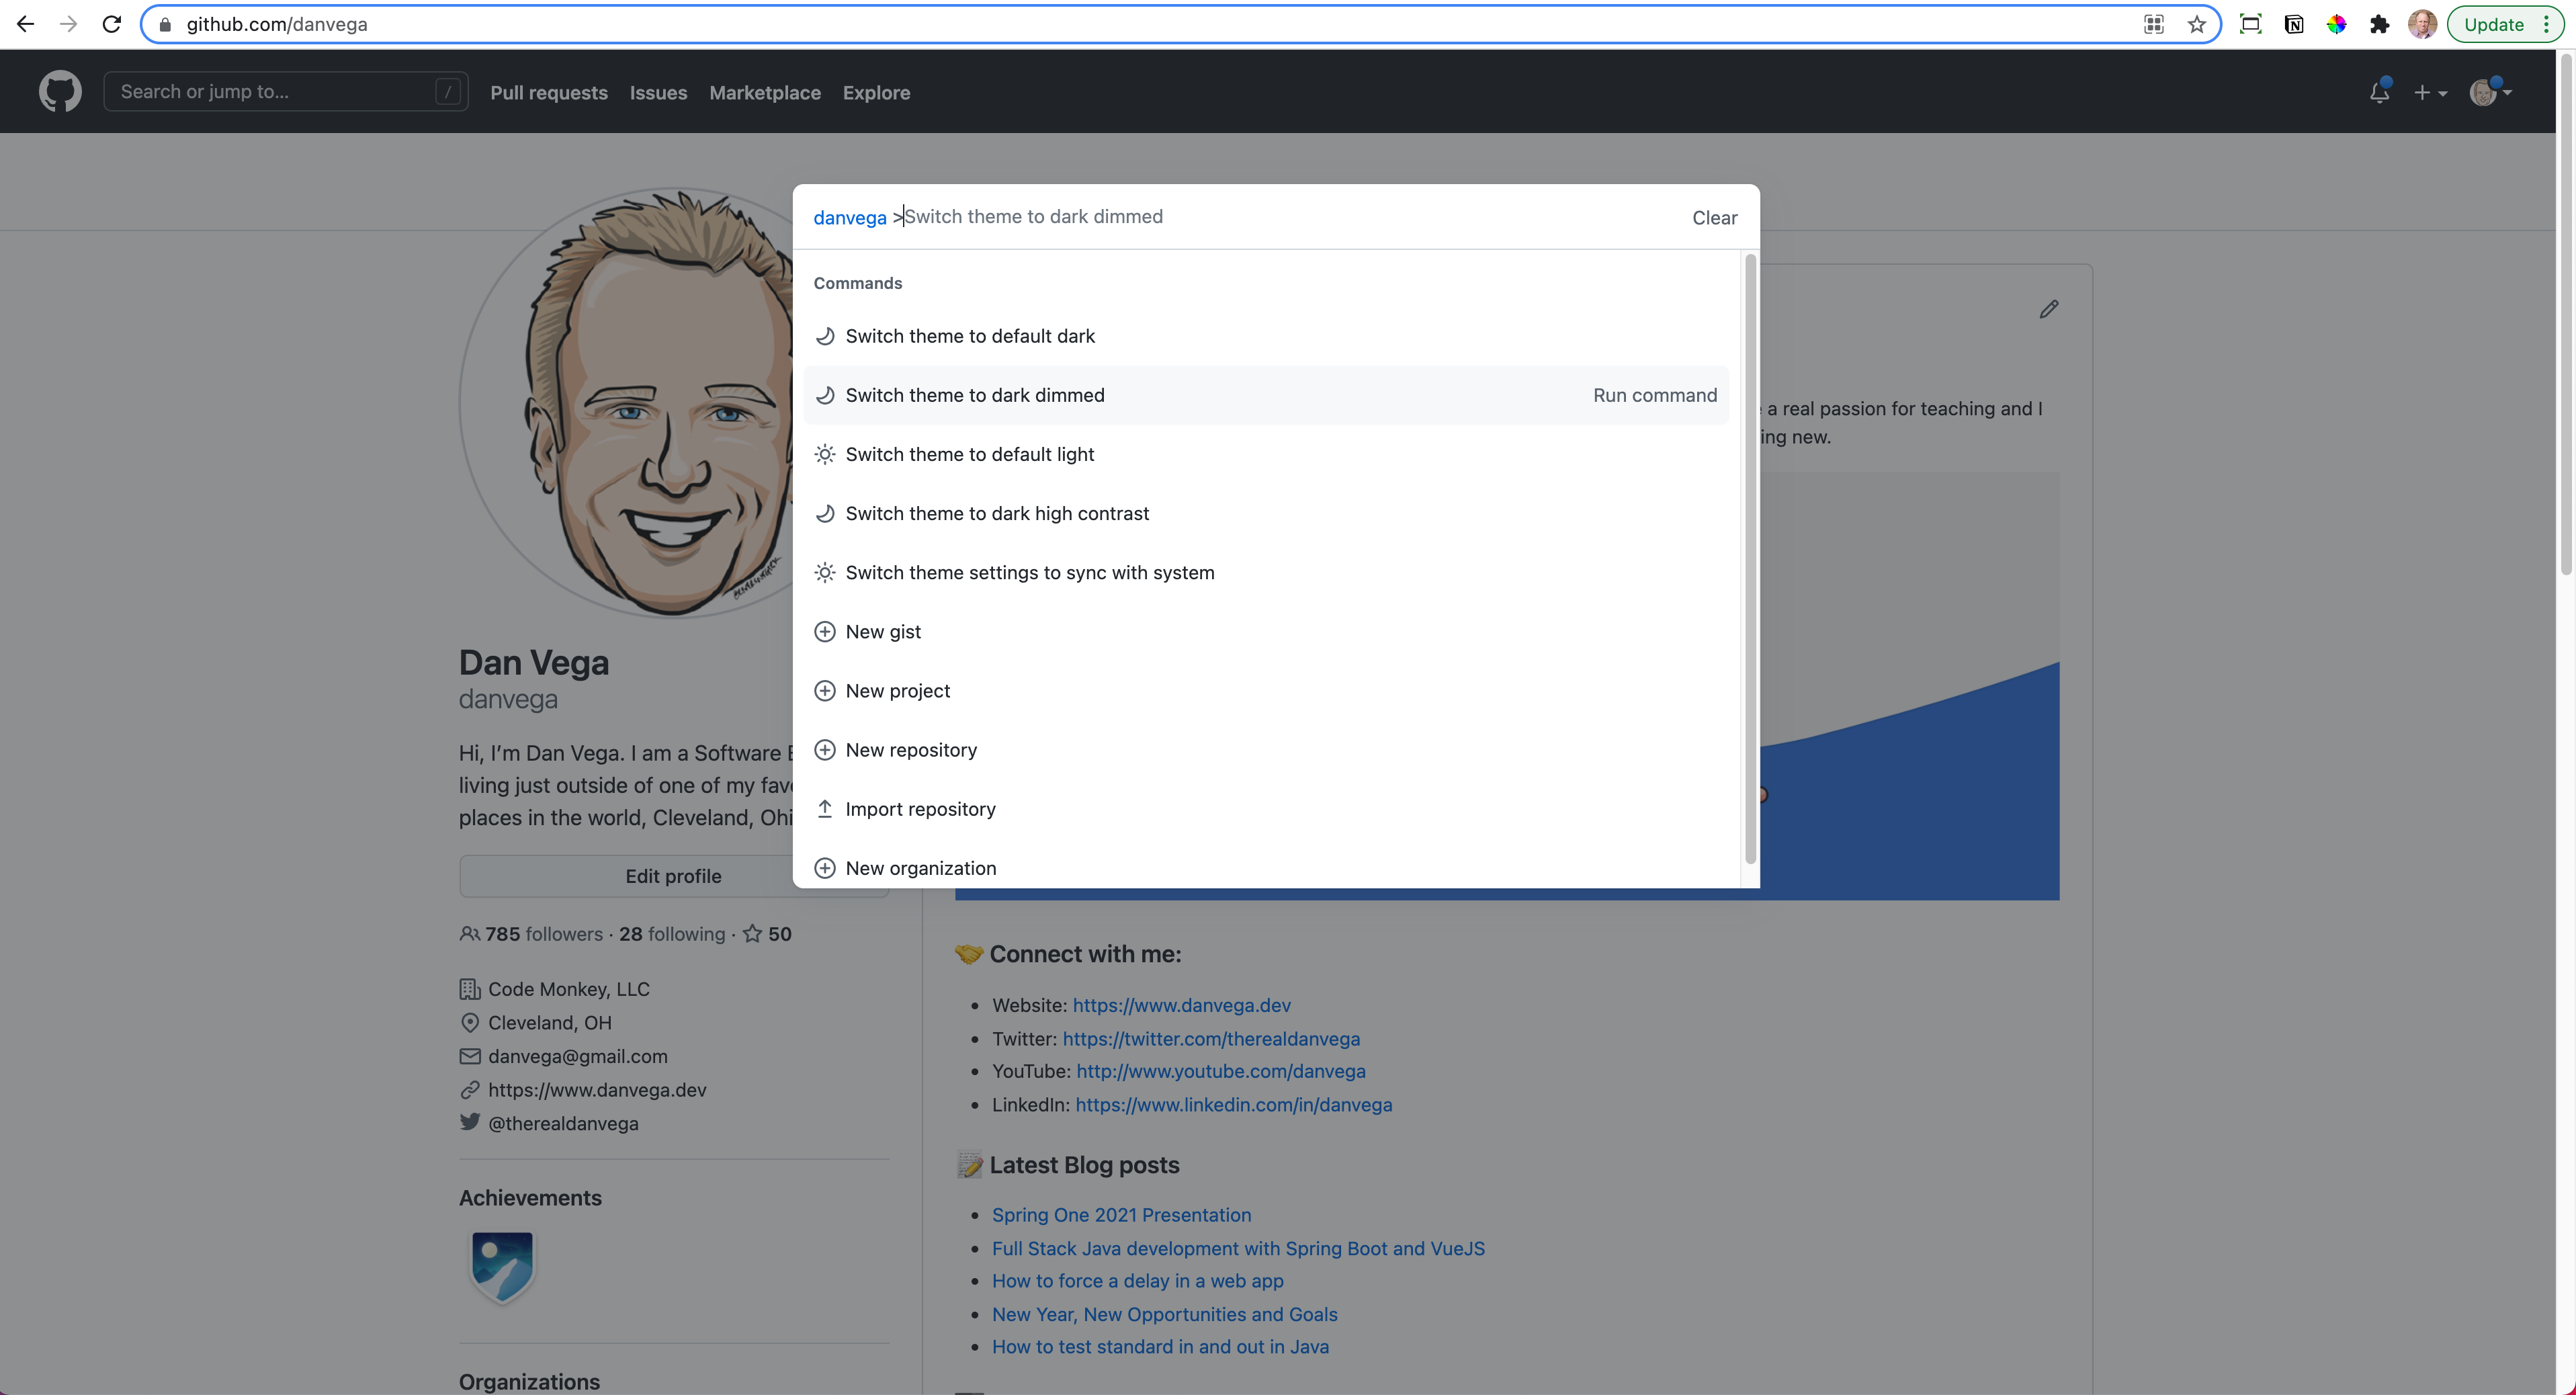 github.com/danvega
Update
Search or jump to... /
Pull requests Issues Marketplace Explore
danvega >Switch theme to dark dimmed
Clear
Commands
Switch theme to default dark
Switch theme to dark dimmed Run command
Switch theme to default light
Switch theme to dark high contrast
Switch theme settings to sync with system
New gist
New project
New repository
Import repository
New organization
Dan Vega
danvega
Hi, I’m Dan Vega. I am a Software
living just outside of one of my
places in the world, Cleveland,
Edit profile
785 followers · 28 following · 50
Code Monkey, LLC
Cleveland, OH
danvega@gmail.com
https://www.danvega.dev
@therealdanvega
Achievements
Organizations
a real passion for teaching and I
ing new.
🤝 Connect with me:
Website: https://www.danvega.dev
Twitter: https://twitter.com/therealdanvega
YouTube: http://www.youtube.com/danvega
LinkedIn: https://www.linkedin.com/in/danvega
📝 Latest Blog posts
Spring One 2021 Presentation
Full Stack Java development with Spring Boot and VueJS
How to force a delay in a web app
New Year, New Opportunities and Goals
How to test standard in and out in Java